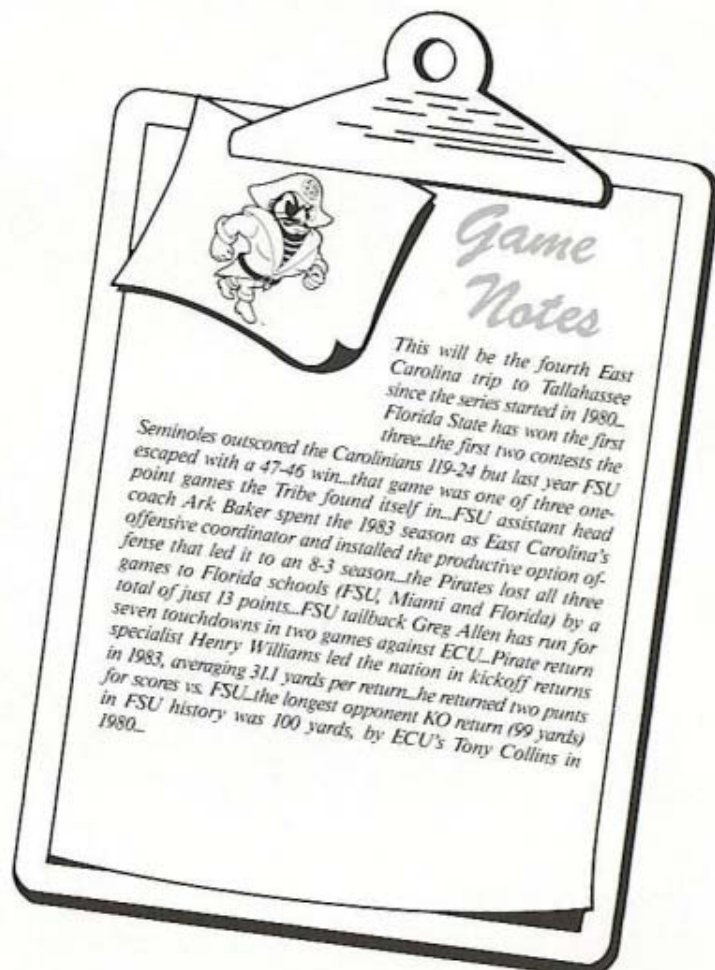 Game
Notes
This will be the fourth East
Carolina trip to Tallahassee
since the series started in 1980...
Florida State has won the first
three...the first two contests the
Seminoles outscored the Carolinians 119-24 but last year FSU
escaped with a 47-46 win...that game was one of three one-
point games the Tribe found itself in...FSU assistant head
coach Ark Baker spent the 1983 season as East Carolina's
offensive coordinator and installed the productive option of-
fense that led it to an 8-3 season...the Pirates lost all three
games to Florida schools (FSU, Miami and Florida) by a
total of just 13 points...FSU tailback Greg Allen has run for
seven touchdowns in two games against ECU...Pirate return
specialist Henry Williams led the nation in kickoff returns
in 1983, averaging 31.1 yards per return...he returned two punts
for scores vs. FSU...the longest opponent KO return (99 yards)
in FSU history was 100 yards, by ECU's Tony Collins in
1980...